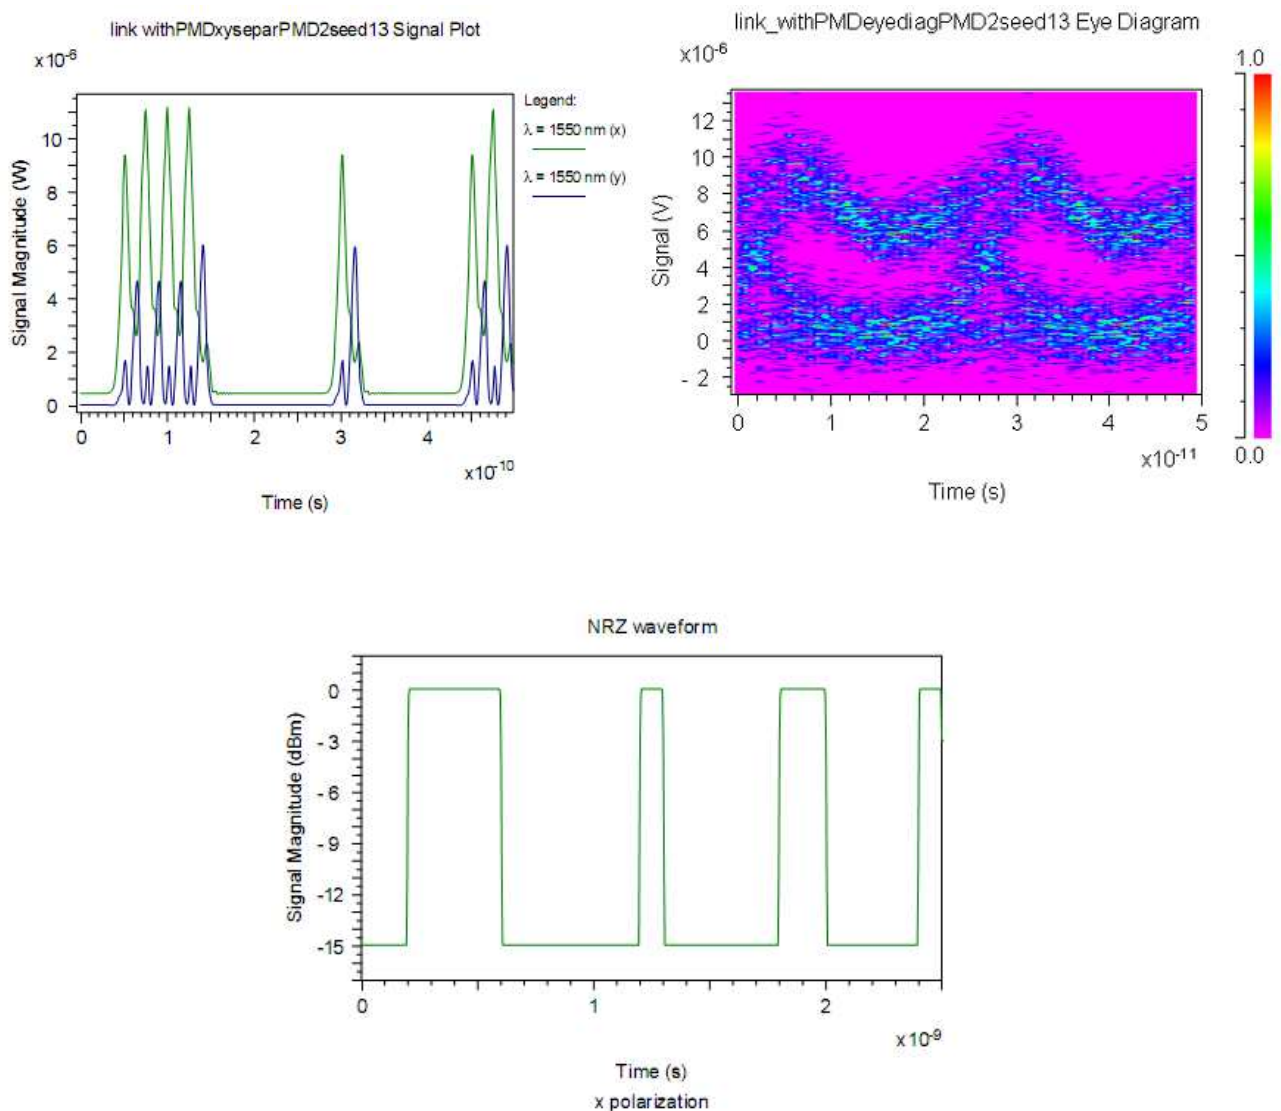 link withPMDxyseparPMD2seed13 Signal Plot
x10-6
Signal Magnitude (W)
10
8
6
4
2
0
0
1
3
4
x10-10
Time (s)
Legend:
λ = 1550 nm (x)
λ = 1550 nm (y)
link_withPMDeyediagPMD2seed13 Eye Diagram
x10-6
Signal (V)
12
10
8
6
4
2
0
- 2
0
1
2
3
4
5
x10-11
Time (s)
1.0
0.0
NRZ waveform
Signal Magnitude (dBm)
0
- 3
- 6
- 9
-12
-15
0
1
2
x10-9
Time (s)
x polarization